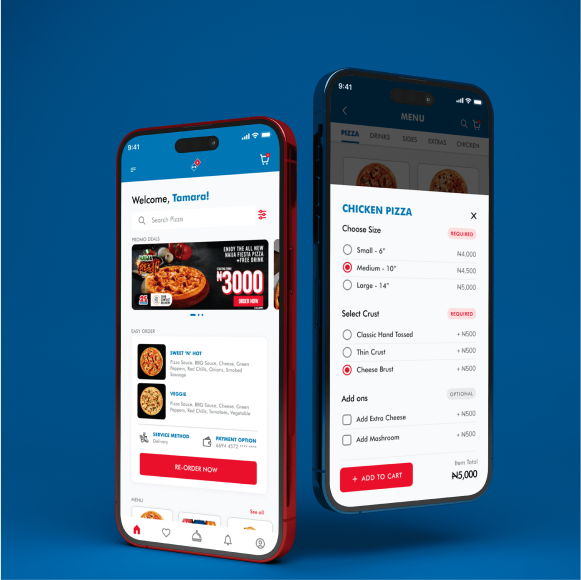 9:41
Welcome, Tamara!
Search Pizza
PROMO DEALS
ENJOY THE ALL NEW
NAIJA FIESTA PIZZA
+FREE DRINK
₦3000
ORDER NOW
EASY ORDER
SWEET 'N' HOT
Pizza Sauce, BBQ Sauce, Cheese, Green
Peppers, Red Chilis, Onions, Smoked
Sausage
VEGGIE
Pizza Sauce, BBQ Sauce, Cheese, Green
Peppers, Red Chilis, Tomatoes, Vegetable
SERVICE METHOD
Delivery
PAYMENT OPTION
6694 4572 **** ****
RE-ORDER NOW
MENU
See all
9:41
MENU
PIZZA
DRINKS
SIDES
EXTRAS
CHICKEN
CHICKEN PIZZA
X
Choose Size
REQUIRED
Small - 6"
₦4,000
Medium - 10"
₦4,500
Large - 14"
₦5,000
Select Crust
REQUIRED
Classic Hand Tossed
+ ₦500
Thin Crust
+ ₦500
Cheese Brust
+ ₦500
Add ons
OPTIONAL
Add Extra Cheese
+ ₦500
Add Mashroom
+ ₦500
+ ADD TO CART
Item Total
₦5,000